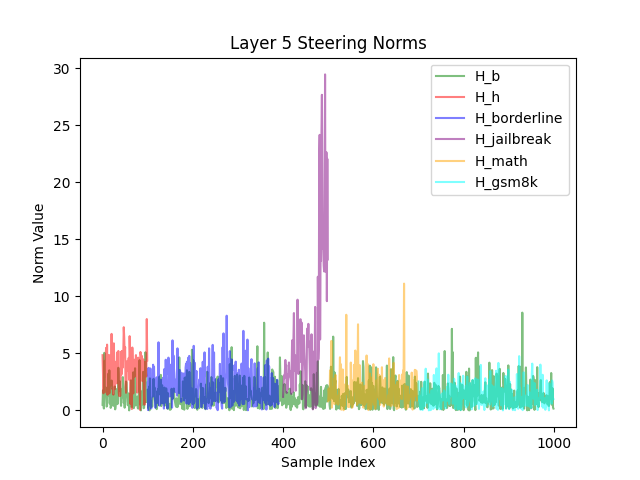 Layer 5 Steering Norms
30
25
20
15
10
5
0
Norm Value
H_b
H_h
H_borderline
H_jailbreak
H_math
H_gsm8k
0 200 400 600 800 1000
Sample Index